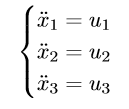 ẍ₁ = u₁
ẍ₂ = u₂
ẍ₃ = u₃